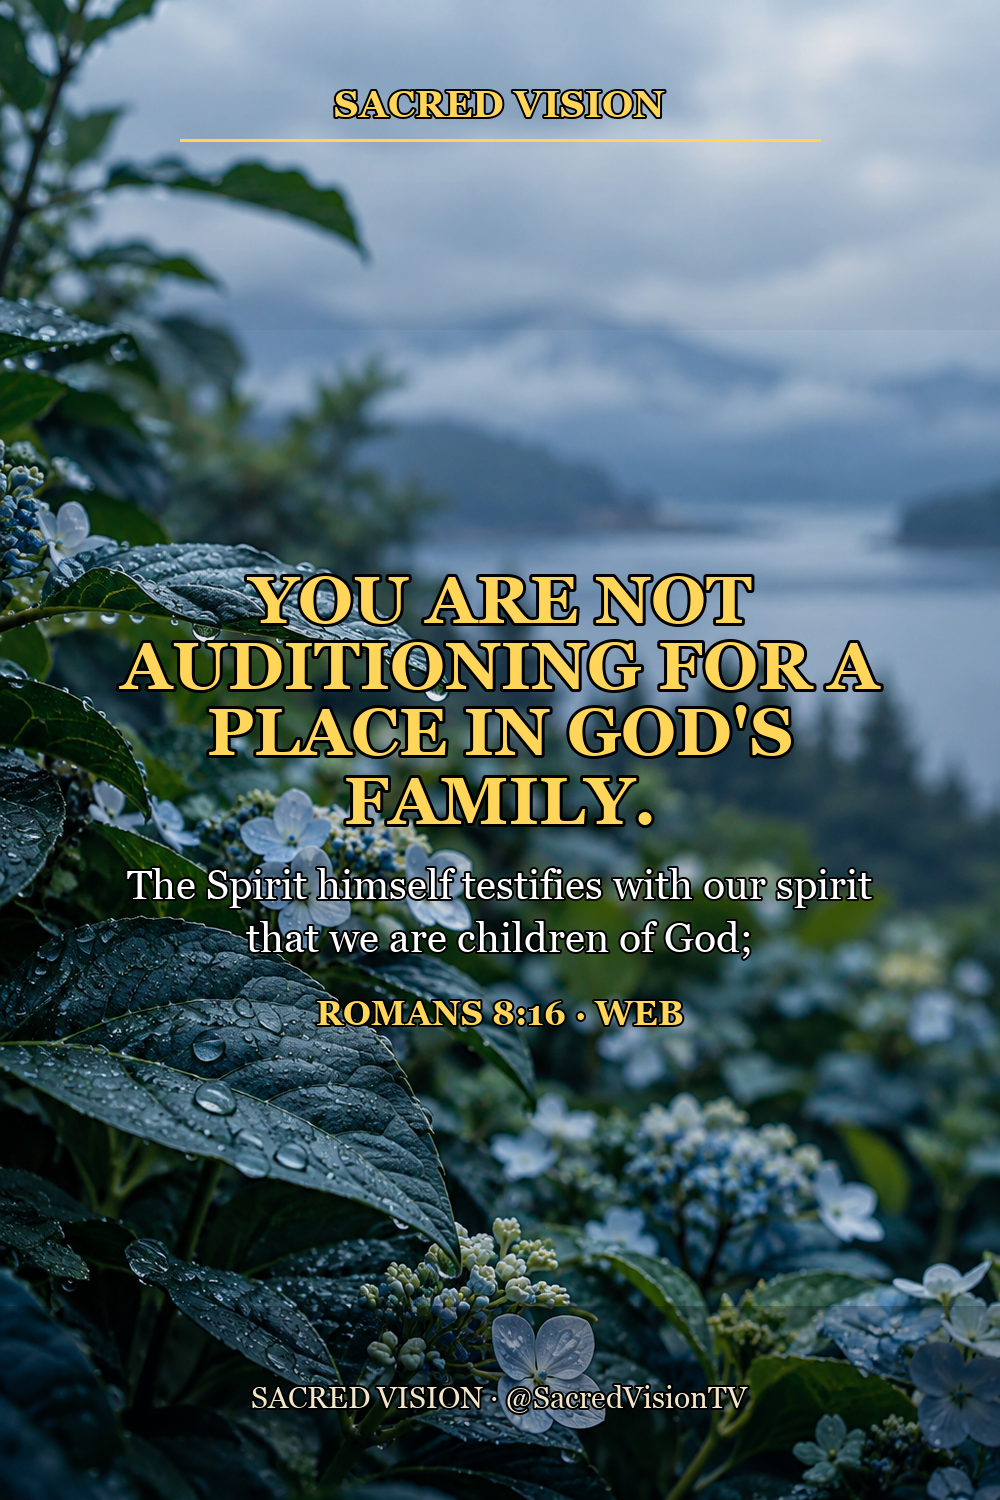 SACRED VISION
YOU ARE NOT
AUDITIONING FOR A
PLACE IN GOD'S
FAMILY.
The Spirit himself testifies with our spirit
that we are children of God;
ROMANS 8:16 · WEB
SACRED VISION · @SacredVisionTV